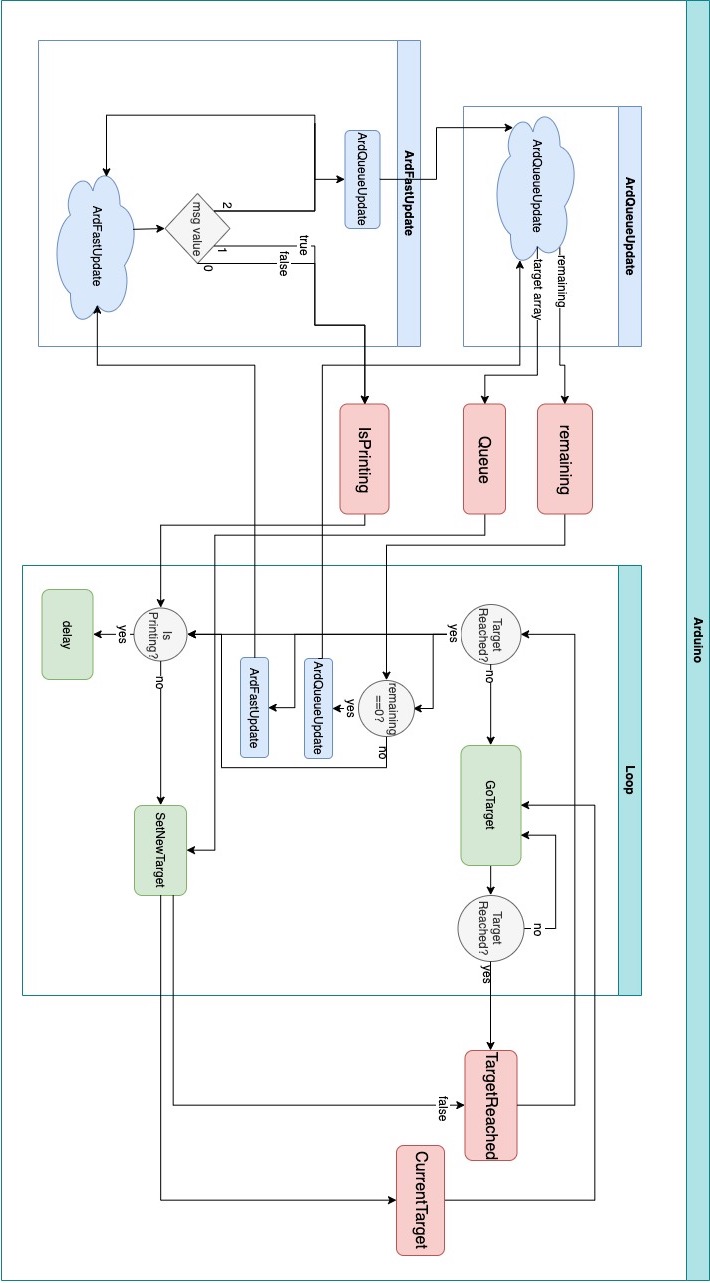 Arduino
ArdQueueUpdate
remaining
ArdQueueUpdate
target array
ArdFastUpdate
ArdQueueUpdate
2
true
false
1
0
msg value
ArdFastUpdate
remaining
Queue
IsPrinting
Loop
Target
Reached?
no
yes
GoTarget
Target
Reached?
no
yes
remaining
==0?
no
yes
ArdQueueUpdate
ArdFastUpdate
Is
Printing?
no
yes
SetNewTarget
delay
TargetReached
false
CurrentTarget